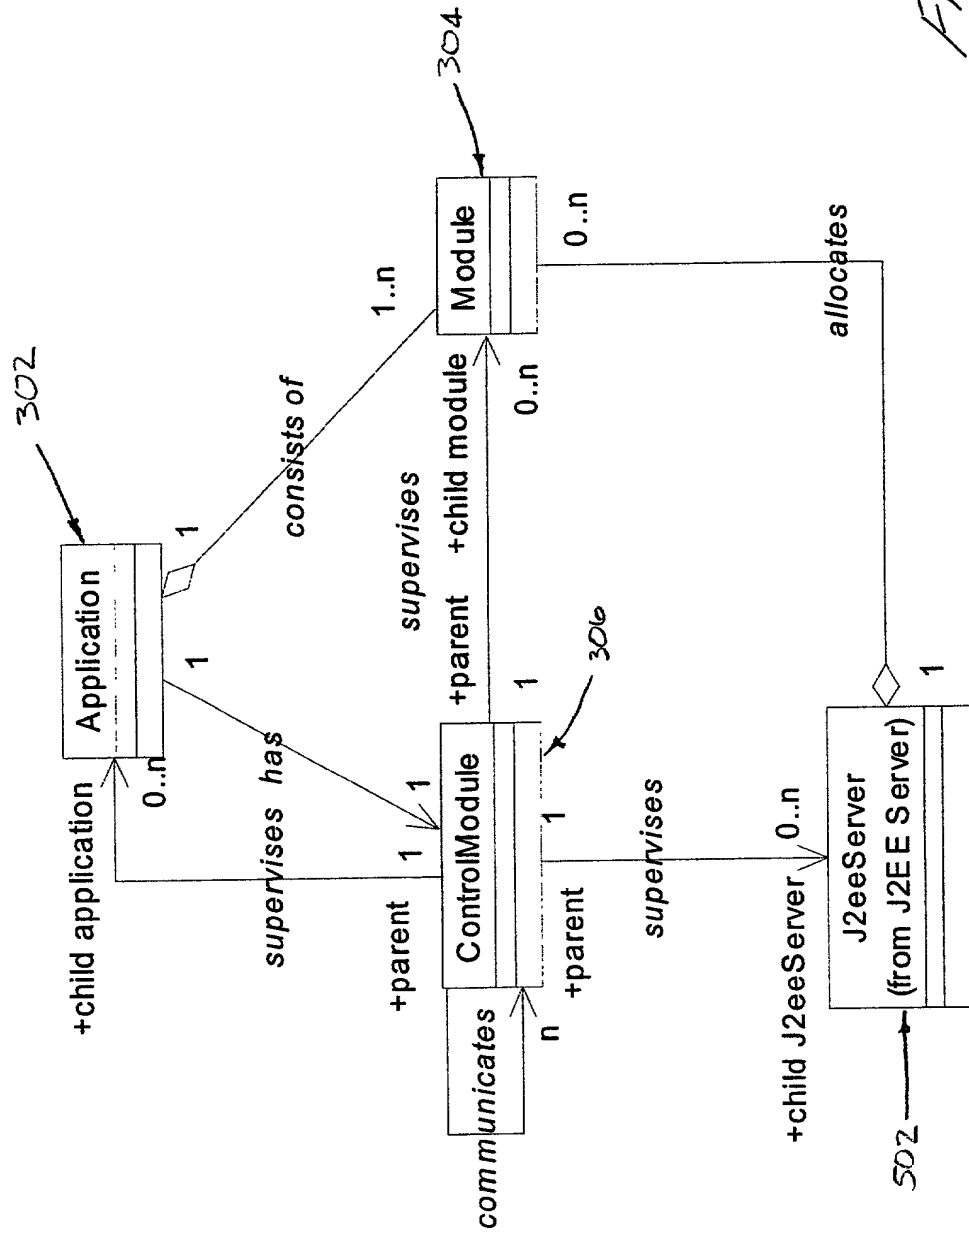 302
304
Application
1
1
+child application
0..n
consists of
1..n
supervises
has
Module
0..n
+child module
0..n
supervises
+parent
1
1
+parent
ControlModule
1
306
1
+parent
communicates
n
supervises
allocates
0..n
+child J2eeServer
J2eeServer
(from J2EE Server)
1
502